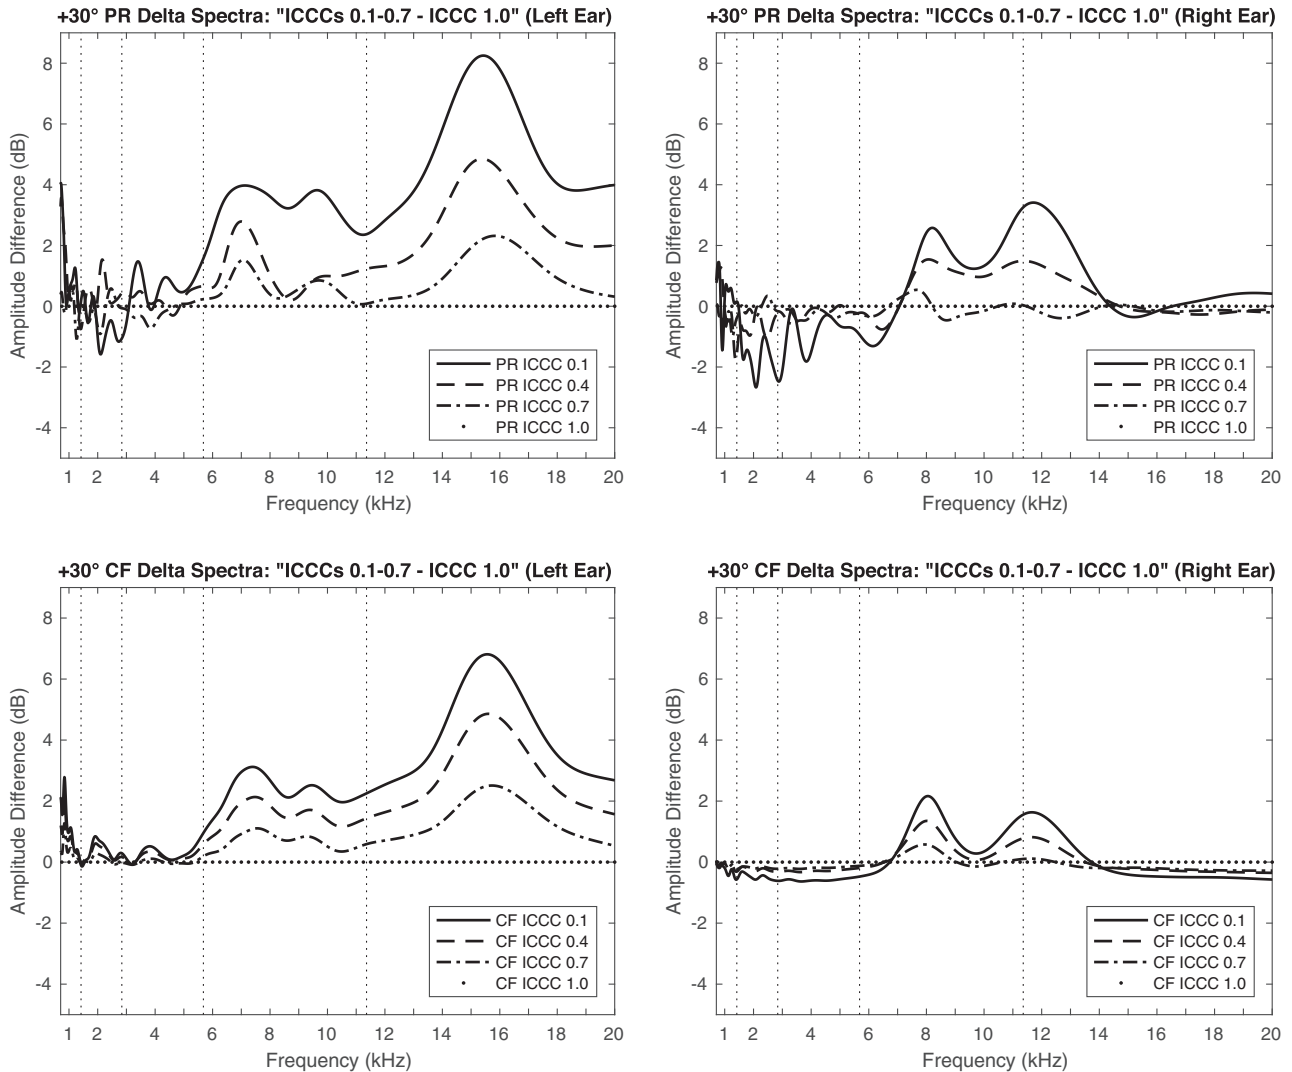 +30° PR Delta Spectra: "ICCCs 0.1-0.7 - ICCC 1.0" (Left Ear)
8
6
4
2
0
-2
-4
Amplitude Difference (dB)
PR ICCC 0.1
PR ICCC 0.4
PR ICCC 0.7
PR ICCC 1.0
1 2 4 6 8 10 12 14 16 18 20
Frequency (kHz)
+30° PR Delta Spectra: "ICCCs 0.1-0.7 - ICCC 1.0" (Right Ear)
8
6
4
2
0
-2
-4
Amplitude Difference (dB)
PR ICCC 0.1
PR ICCC 0.4
PR ICCC 0.7
PR ICCC 1.0
1 2 4 6 8 10 12 14 16 18 20
Frequency (kHz)
+30° CF Delta Spectra: "ICCCs 0.1-0.7 - ICCC 1.0" (Left Ear)
8
6
4
2
0
-2
-4
Amplitude Difference (dB)
CF ICCC 0.1
CF ICCC 0.4
CF ICCC 0.7
CF ICCC 1.0
1 2 4 6 8 10 12 14 16 18 20
Frequency (kHz)
+30° CF Delta Spectra: "ICCCs 0.1-0.7 - ICCC 1.0" (Right Ear)
8
6
4
2
0
-2
-4
Amplitude Difference (dB)
CF ICCC 0.1
CF ICCC 0.4
CF ICCC 0.7
CF ICCC 1.0
1 2 4 6 8 10 12 14 16 18 20
Frequency (kHz)